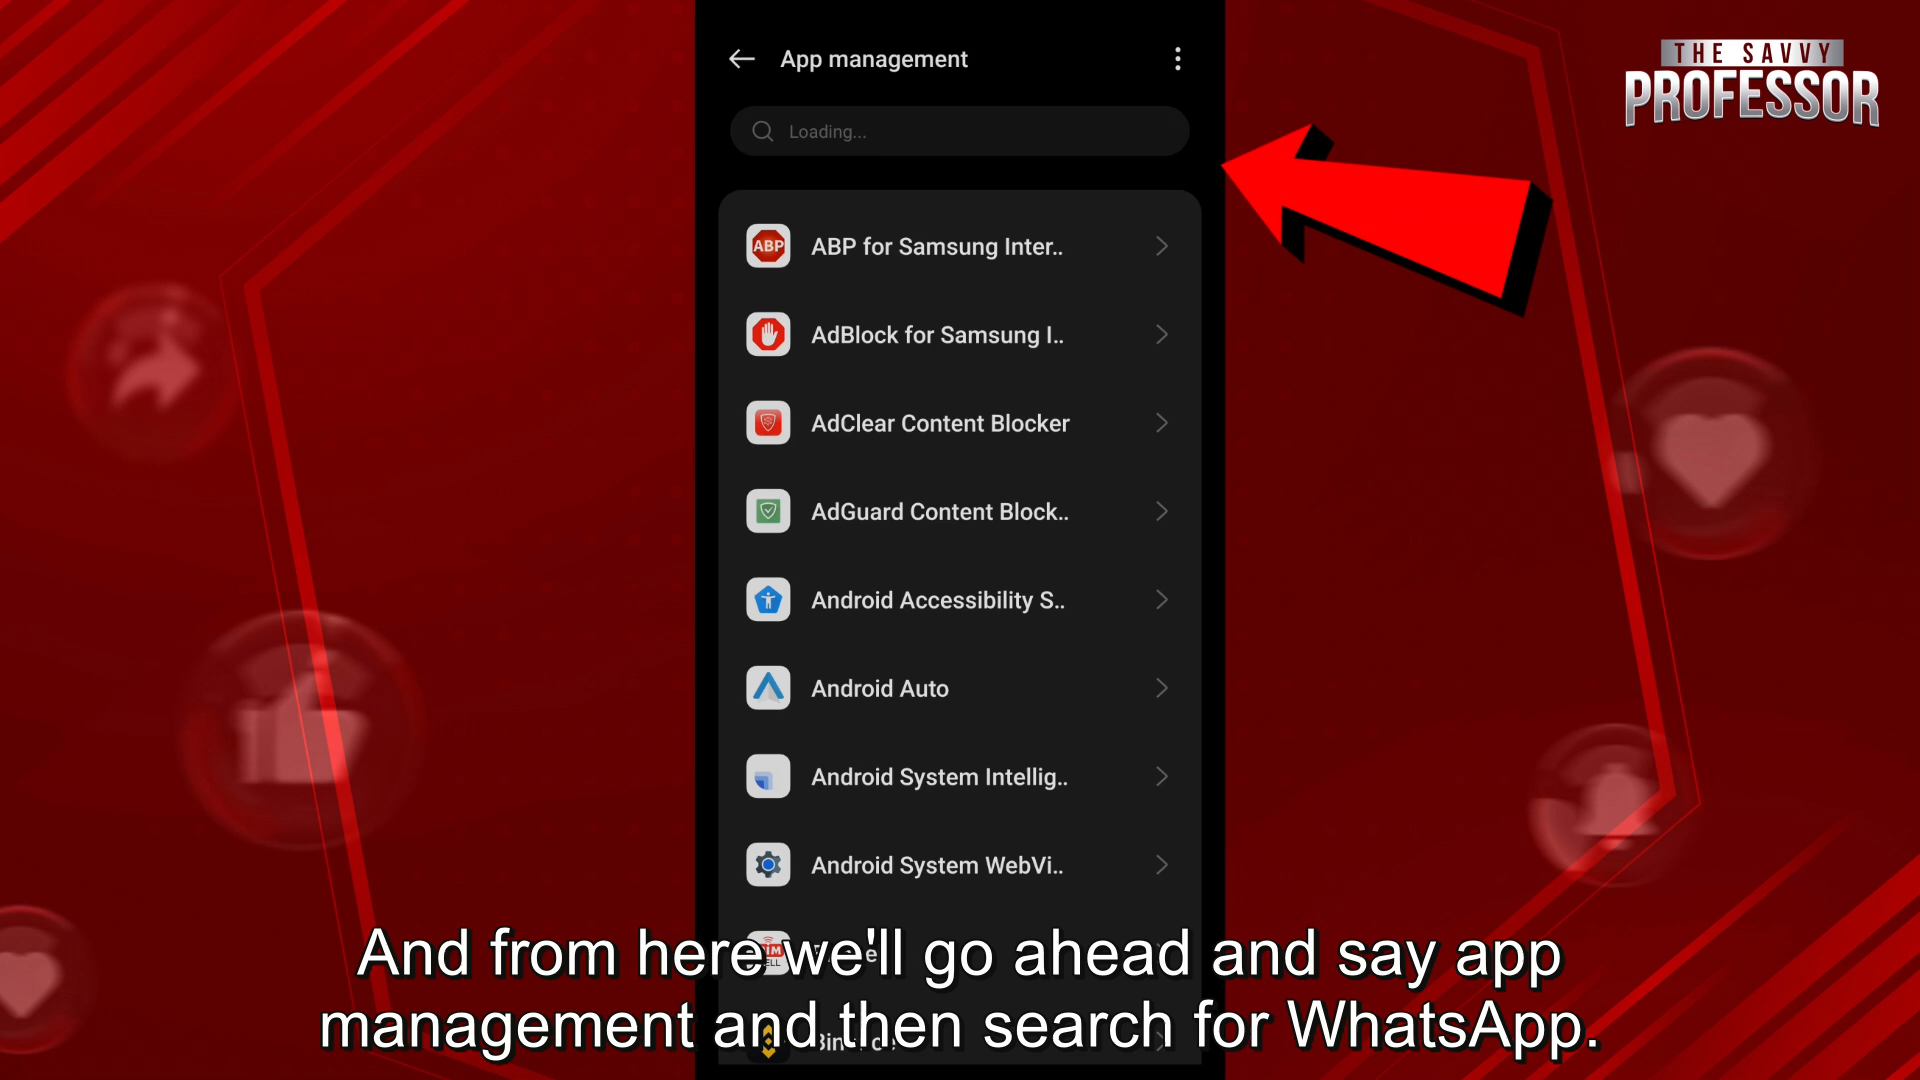 THE SAVVY
PROFESSOR
App management
Loading...
ABP
ABP for Samsung Inter..
AdBlock for Samsung I..
AdClear Content Blocker
AdGuard Content Block..
Android Accessibility S..
Android Auto
Android System Intellig..
Android System WebVi..
And from here we'll go ahead and say app
management and then search for WhatsApp.